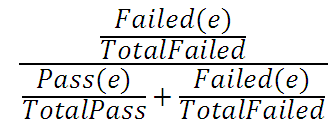 Failed(e)
TotalFailed
Pass(e) + Failed(e)
TotalPass TotalFailed